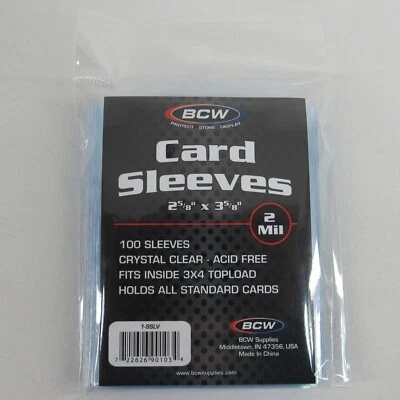 BCW
PROTECT STORE DISPLAY
Card
Sleeves
2 5/8" x 3 5/8"
2
Mil
100 SLEEVES
CRYSTAL CLEAR - ACID FREE
FITS INSIDE 3X4 TOPLOAD
HOLDS ALL STANDARD CARDS
1-SSLV
7 22626 90103 4
www.bcwsupplies.com
BCW
BCW Supplies
Middletown, IN 47356, USA
Made In China